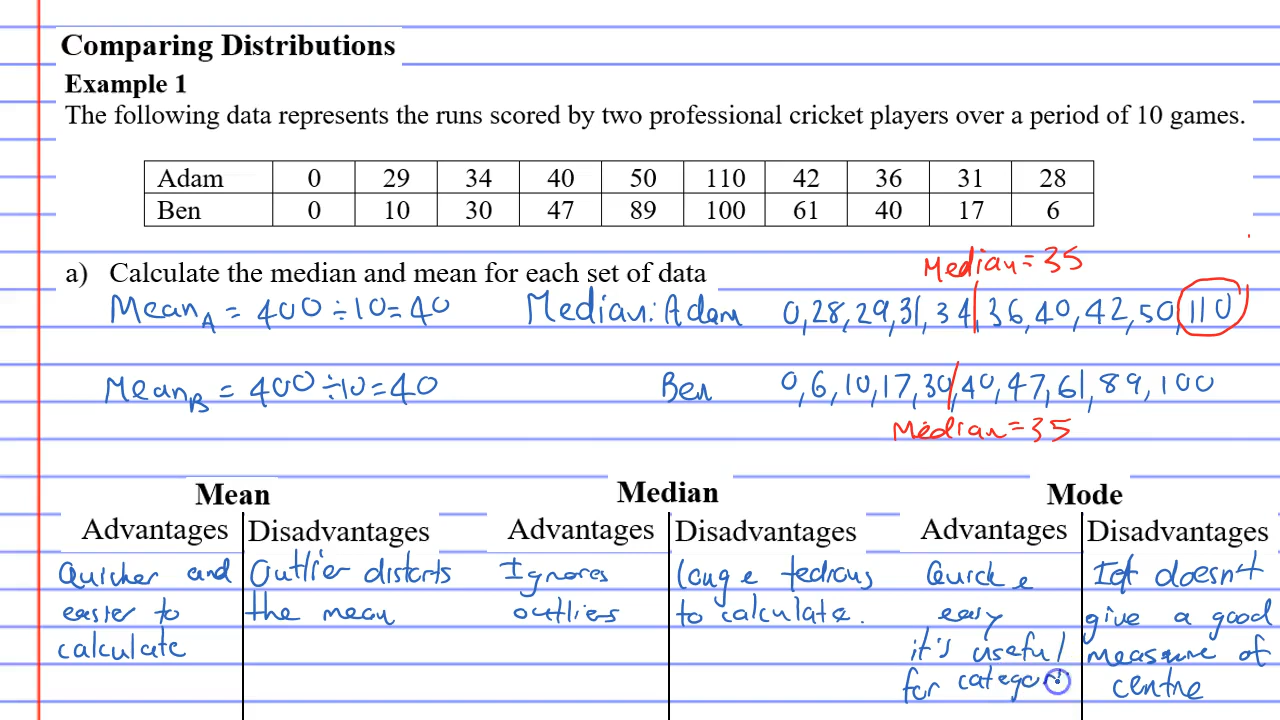 Comparing Distributions
Example 1
The following data represents the runs scored by two professional cricket players over a period of 10 games.
Adam 0 29 34 40 50 110 42 36 31 28
Ben 0 10 30 47 89 100 61 40 17 6
Median = 35
a) Calculate the median and mean for each set of data
Mean A = 400 ÷ 10 = 40 Median: Adam 0, 28, 29, 31, 34, 36, 40, 42, 50, 110
Mean B = 400 ÷ 10 = 40 Ben 0, 6, 10, 17, 30, 40, 47, 61, 89, 100
Median = 35
Mean Median Mode
Advantages Disadvantages Advantages Disadvantages Advantages Disadvantages
Quicker and Outlier distorts Ignores tedious Quick & doesn't
easier to the mean outliers to calculate. easy give a good
calculate it's useful measure of
for centre